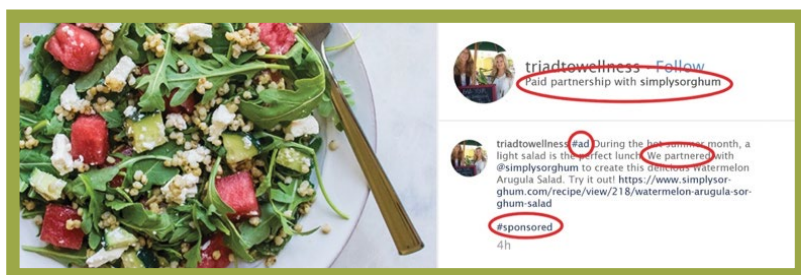 triadtowellness · Follow
Paid partnership with simplysorghum
triadtowellness #ad During the hot summer month, a
light salad is the perfect lunch. We partnered with
@simplysorghum to create this delicious Watermelon
Arugula Salad. Try it out! https://www.simplysor-
ghum.com/recipe/view/218/watermelon-arugula-sor-
ghum-salad
#sponsored
4h